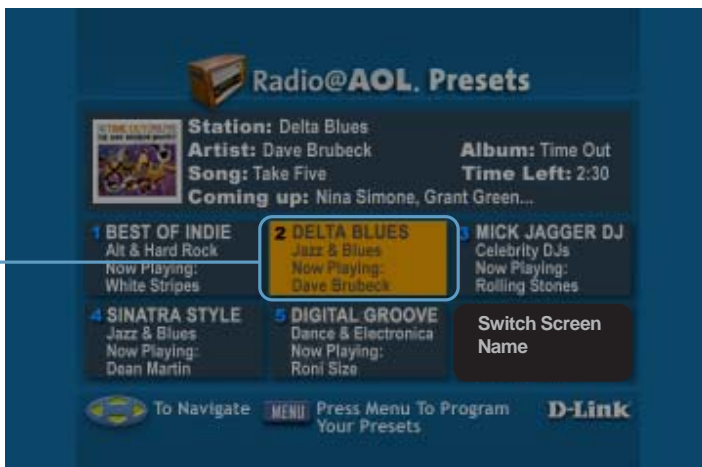 Radio@AOL. Presets
Station: Delta Blues
Artist: Dave Brubeck Album: Time Out
Song: Take Five Time Left: 2:30
Coming up: Nina Simone, Grant Green...
1 BEST OF INDIE
Alt & Hard Rock
Now Playing:
White Stripes
2 DELTA BLUES
Jazz & Blues
Now Playing:
Dave Brubeck
3 MICK JAGGER DJ
Celebrity DJs
Now Playing:
Rolling Stones
4 SINATRA STYLE
Jazz & Blues
Now Playing:
Dean Martin
5 DIGITAL GROOVE
Dance & Electronica
Now Playing:
Roni Size
Switch Screen
Name
To Navigate MENU Press Menu To Program
Your Presets
D-Link